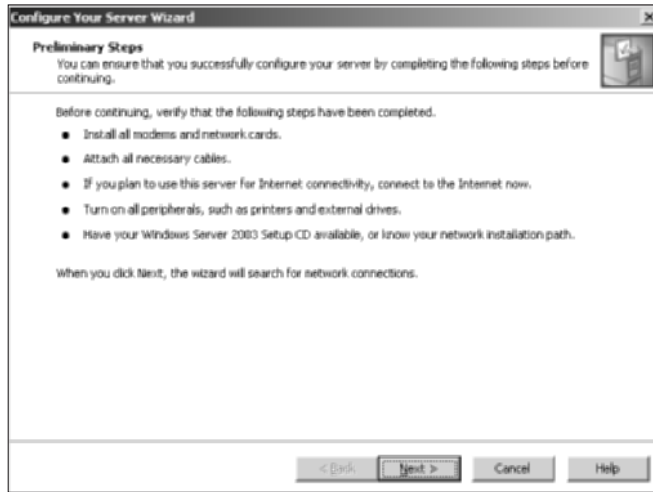 Configure Your Server Wizard
Preliminary Steps
You can ensure that you successfully configure your server by completing the following steps before
continuing.
Before continuing, verify that the following steps have been completed.
• Install all modems and network cards.
• Attach all necessary cables.
• If you plan to use this server for Internet connectivity, connect to the Internet now.
• Turn on all peripherals, such as printers and external drives.
• Have your Windows Server 2003 Setup CD available, or know your network installation path.
When you click Next, the wizard will search for network connections.
< Back Next > Cancel Help